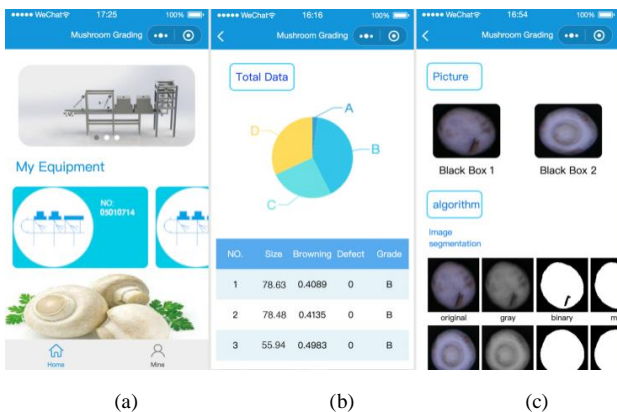 WeChat 17:25 100%
Mushroom Grading
My Equipment
NO:
05010714
Home Mine
(a)
WeChat 16:16 100%
Mushroom Grading
Total Data
A
B
C
D
NO. Size Browning Defect Grade
1 78.63 0.4089 0 B
2 78.48 0.4135 0 B
3 55.94 0.4983 0 B
(b)
WeChat 16:54 100%
Mushroom Grading
Picture
Black Box 1 Black Box 2
algorithm
Image
segmentation
original gray binary m
(c)